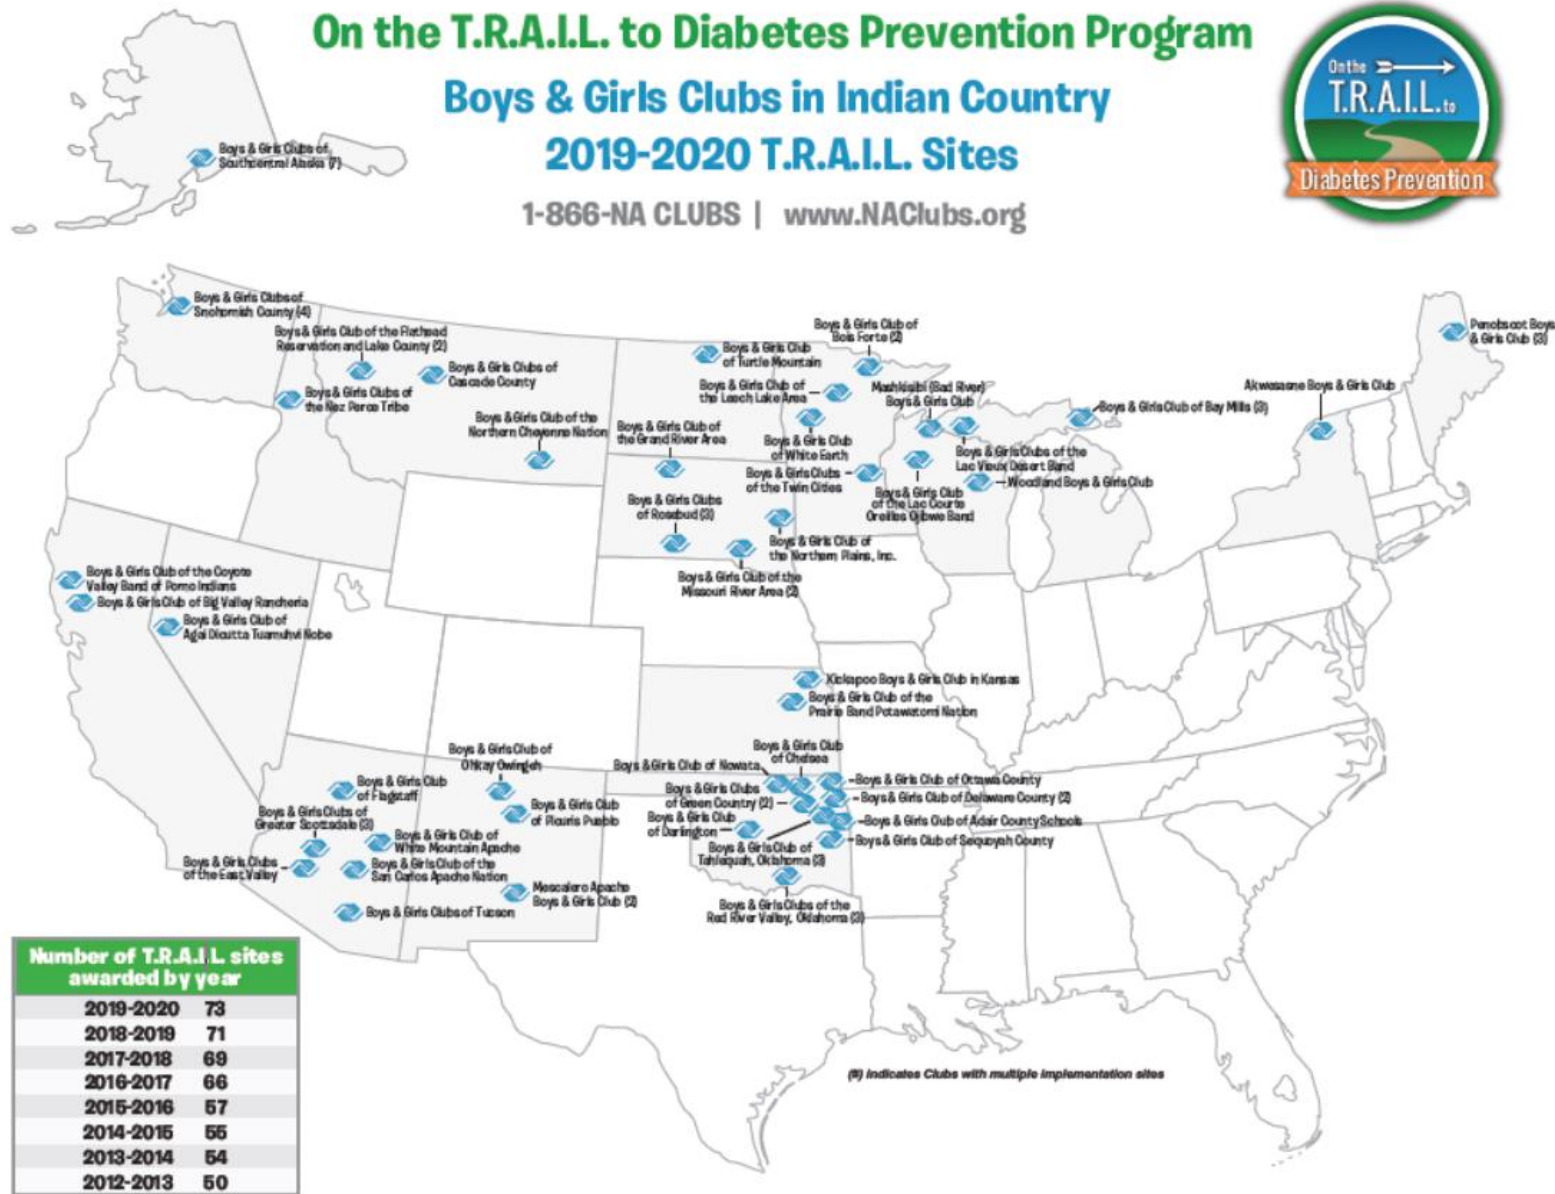 On the T.R.A.I.L. to Diabetes Prevention Program
Boys & Girls Clubs in Indian Country
2019-2020 T.R.A.I.L. Sites
1-866-NA CLUBS | www.NAClubs.org
On the
T.R.A.I.L. to
Diabetes Prevention
Boys & Girls Clubs of
Southcentral Alaska (7)
Boys & Girls Clubs of
Snohomish County (4)
Boys & Girls Club of the Flathead
Reservation and Lake County (2)
Boys & Girls Clubs of
Cascade County
Boys & Girls Clubs of
the Nez Perce Tribe
Boys & Girls Club of the
Northern Cheyenne Nation
Boys & Girls Club
of Turtle Mountain
Boys & Girls Club of
the Grand River Area
Boys & Girls Clubs
of Rosebud (3)
Boys & Girls Club of the
Missouri River Area (2)
Boys & Girls Club of
the Northern Plains, Inc.
Boys & Girls Club of
Bois Forte (2)
Boys & Girls Club of
the Leech Lake Area
Boys & Girls Club
of White Earth
Boys & Girls Clubs
of the Twin Cities
Mashkisibi (Bad River)
Boys & Girls Club
Boys & Girls Clubs of the
Lac Vieux Desert Band
Boys & Girls Club
of the Lac Courte
Oreilles Ojibwe Band
Woodland Boys & Girls Club
Boys & Girls Club of Bay Mills (3)
Akwesasne Boys & Girls Club
Penobscot Boys
& Girls Club (3)
Boys & Girls Club of the Coyote
Valley Band of Pomo Indians
Boys & Girls Club of Big Valley Rancheria
Boys & Girls Club of
Agai Dicutta Tuamuhvi Nobe
Kickapoo Boys & Girls Club in Kansas
Boys & Girls Club of the
Prairie Band Potawatomi Nation
Boys & Girls Club of
Ohkay Owingeh
Boys & Girls Club
of Picuris Pueblo
Mescalero Apache
Boys & Girls Club (2)
Boys & Girls Club
of Flagstaff
Boys & Girls Clubs of
Greater Scottsdale (3)
Boys & Girls Club of
White Mountain Apache
Boys & Girls Clubs
of the East Valley
Boys & Girls Club of the
San Carlos Apache Nation
Boys & Girls Clubs of Tucson
Boys & Girls Club of Nowata
Boys & Girls Club
of Chelsea
Boys & Girls Club of Ottawa County
Boys & Girls Clubs
of Green Country (2)
Boys & Girls Club of Delaware County (2)
Boys & Girls Club
of Darlington
Boys & Girls Club of Adair County Schools
Boys & Girls Club of
Tahlequah, Oklahoma (3)
Boys & Girls Club of Sequoyah County
Boys & Girls Clubs of the
Red River Valley, Oklahoma (3)
Number of T.R.A.I.L. sites
awarded by year
2019-2020 73
2018-2019 71
2017-2018 69
2016-2017 66
2015-2016 57
2014-2015 55
2013-2014 54
2012-2013 50
(#) Indicates Clubs with multiple implementation sites